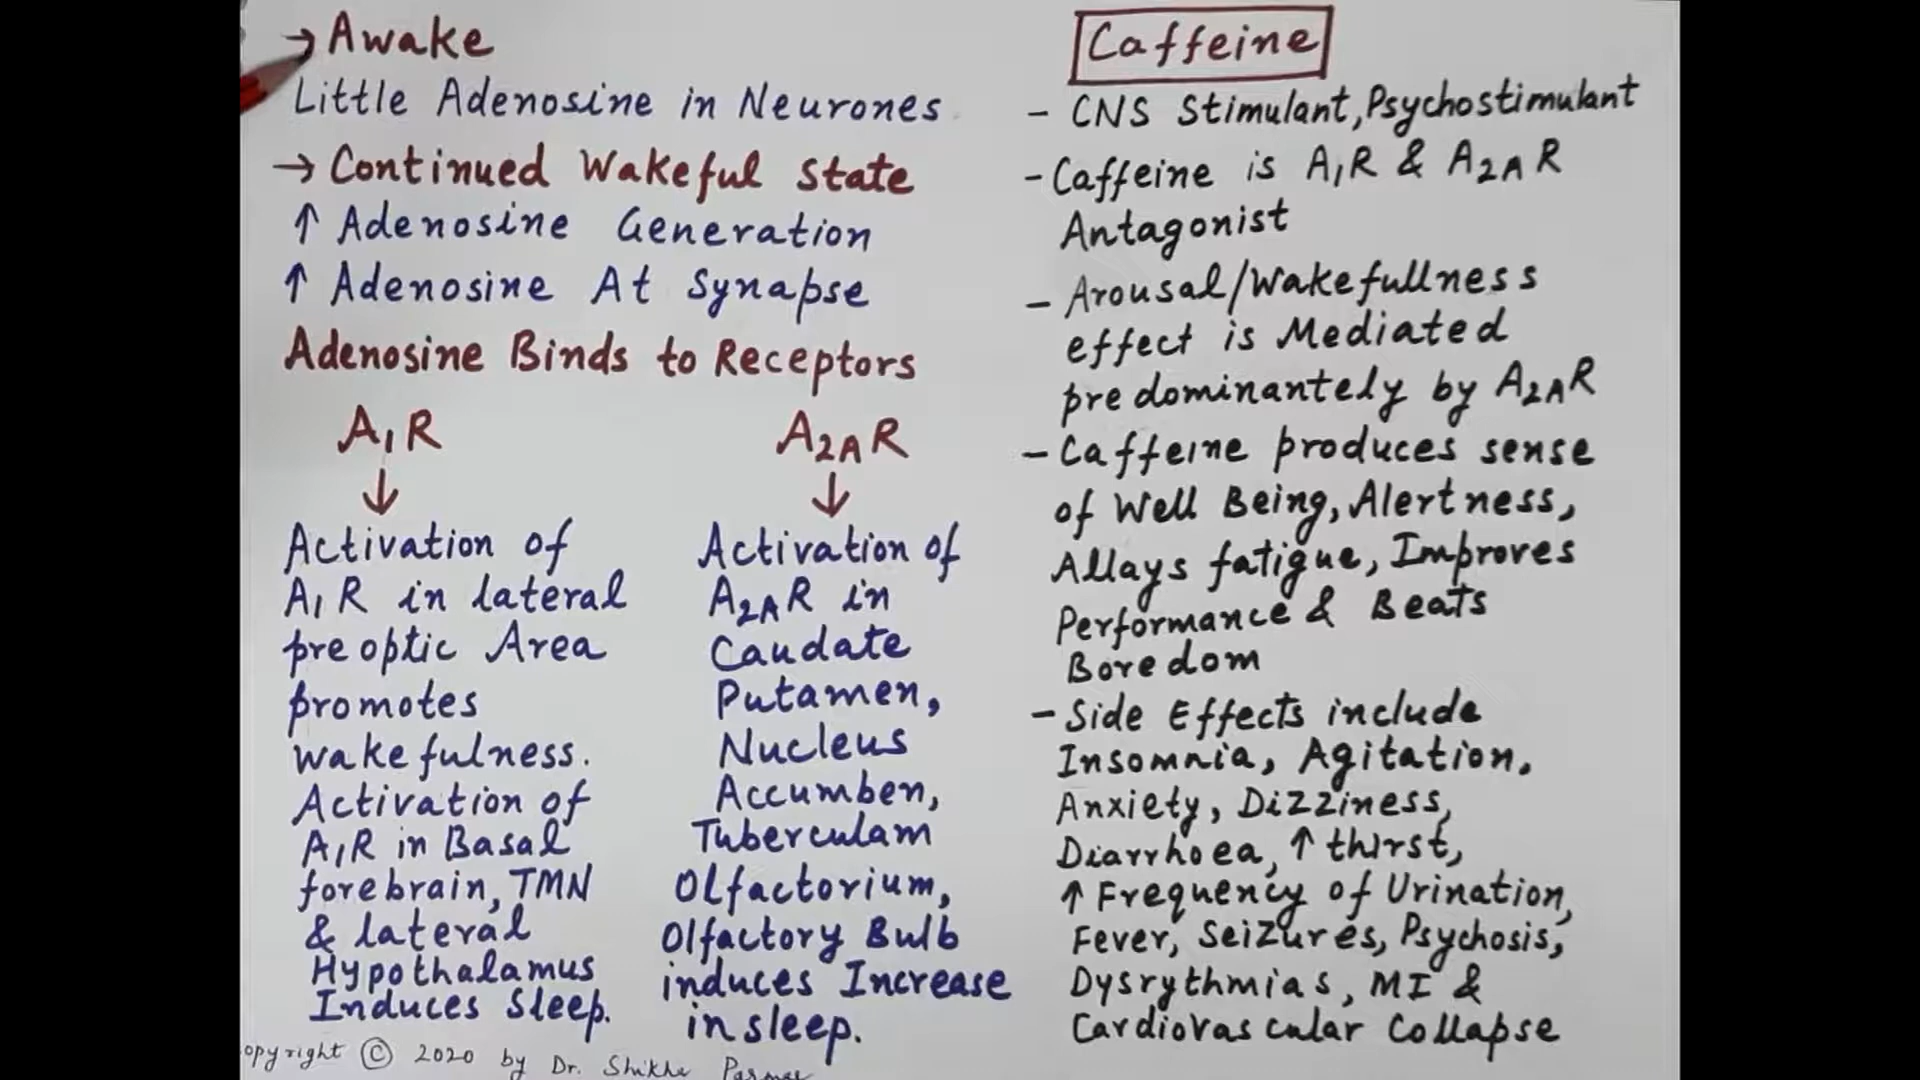 → Awake
Little Adenosine in Neurones
→ Continued Wakeful State
↑ Adenosine Generation
↑ Adenosine At Synapse
Adenosine Binds to Receptors
A1R
↓
Activation of
A1R in lateral
preoptic Area
promotes
wakefulness.
Activation of
A1R in Basal
forebrain, TMN
& lateral
Hypothalamus
Induces Sleep.
A2AR
↓
Activation of
A2AR in
Caudate
Putamen,
Nucleus
Accumben,
Tuberculam
Olfactorium,
Olfactory Bulb
induces Increase
in sleep.
Caffeine
- CNS Stimulant, Psychostimulant
- Caffeine is A1R & A2AR
Antagonist
- Arousal/Wakefullness
effect is Mediated
predominantely by A2AR
- Caffeine produces sense
of Well Being, Alertness,
Allays fatigue, Improves
Performance & Beats
Boredom
- Side Effects include
Insomnia, Agitation,
Anxiety, Dizziness,
Diarrhoea, ↑ thirst,
↑ Frequency of Urination,
Fever, Seizures, Psychosis,
Dysrythmias, MI &
Cardiovascular Collapse
opyright © 2020 by Dr. Shikha Parmar